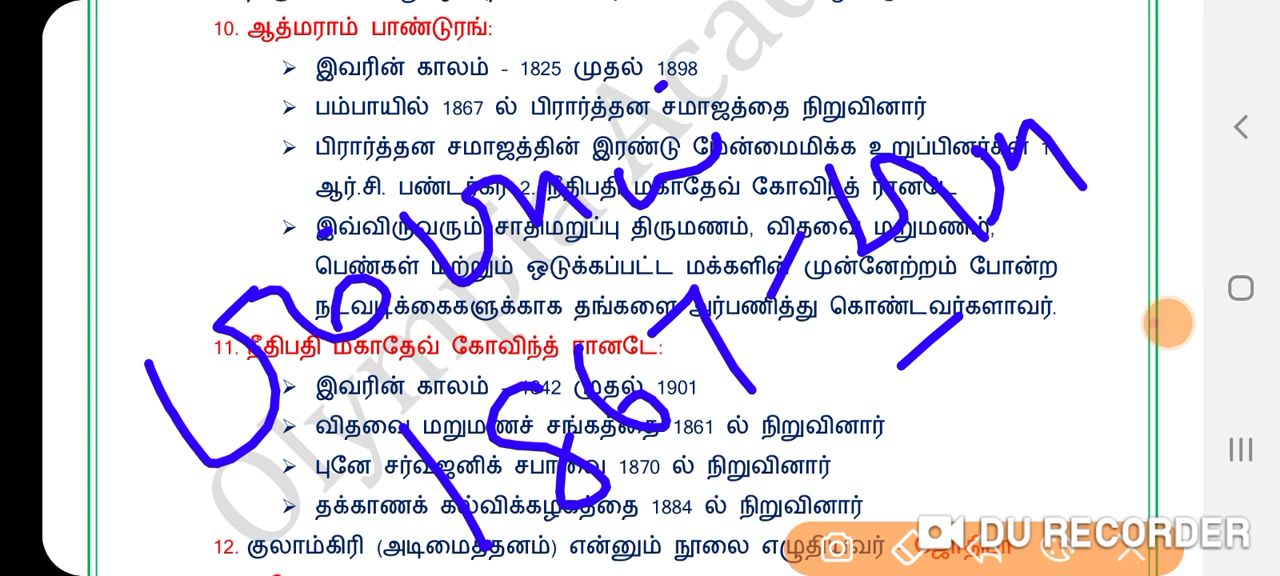 10. ஆத்மராம் பாண்டுரங்:
➤ இவரின் காலம் - 1825 முதல் 1898
➤ பம்பாயில் 1867 ல் பிரார்த்தன சமாஜத்தை நிறுவினார்
➤ பிரார்த்தன சமாஜத்தின் இரண்டு மேன்மைமிக்க உறுப்பினர்கள் 1.
ஆர்.சி. பண்டர்கர் 2. நீதிபதி மகாதேவ் கோவிந்த் ரானடே
➤ இவ்விருவரும் சாதிமறுப்பு திருமணம், விதவை மறுமணம்,
பெண்கள் மற்றும் ஒடுக்கப்பட்ட மக்களின் முன்னேற்றம் போன்ற
நடவடிக்கைகளுக்காக தங்களை அர்பணித்து கொண்டவர்களாவர்.
11. நீதிபதி மகாதேவ் கோவிந்த் ரானடே:
➤ இவரின் காலம் - 1842 முதல் 1901
➤ விதவை மறுமணச் சங்கத்தை 1861 ல் நிறுவினார்
➤ புனே சர்வஜனிக் சபாவை 1870 ல் நிறுவினார்
➤ தக்காணக் கல்விக்கழகத்தை 1884 ல் நிறுவினார்
12. குலாம்கிரி (அடிமைத்தனம்) என்னும் நூலை எழுதியவர் - ஜோதிபா
Olympia Acad
1867
DU RECORDER